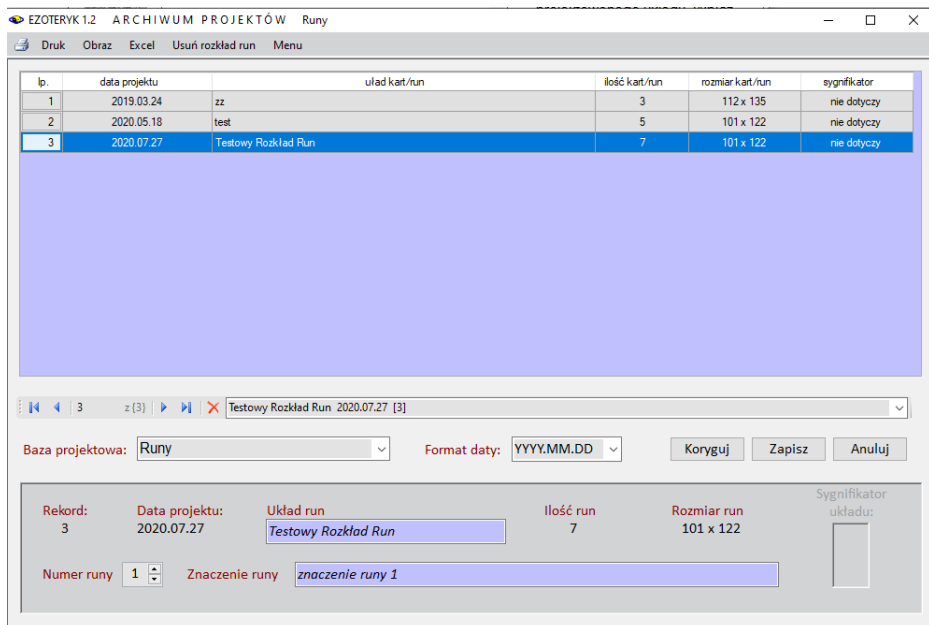 EZOTERYK 1.2 ARCHIWUM PROJEKTÓW Runy
Druk Obraz Excel Usuń rozkład run Menu
lp. data projektu uład kart/run ilość kart/run rozmiar kart/run sygnifikator
1 2019.03.24 zz 3 112 x 135 nie dotyczy
2 2020.05.18 test 5 101 x 122 nie dotyczy
3 2020.07.27 Testowy Rozkład Run 7 101 x 122 nie dotyczy
3 z {3} Testowy Rozkład Run 2020.07.27 [3]
Baza projektowa: Runy Format daty: YYYY.MM.DD Koryguj Zapisz Anuluj
Sygnifikator
Rekord: Data projektu: Układ run Ilość run Rozmiar run układu:
3 2020.07.27 Testowy Rozkład Run 7 101 x 122
Numer runy 1 Znaczenie runy znaczenie runy 1